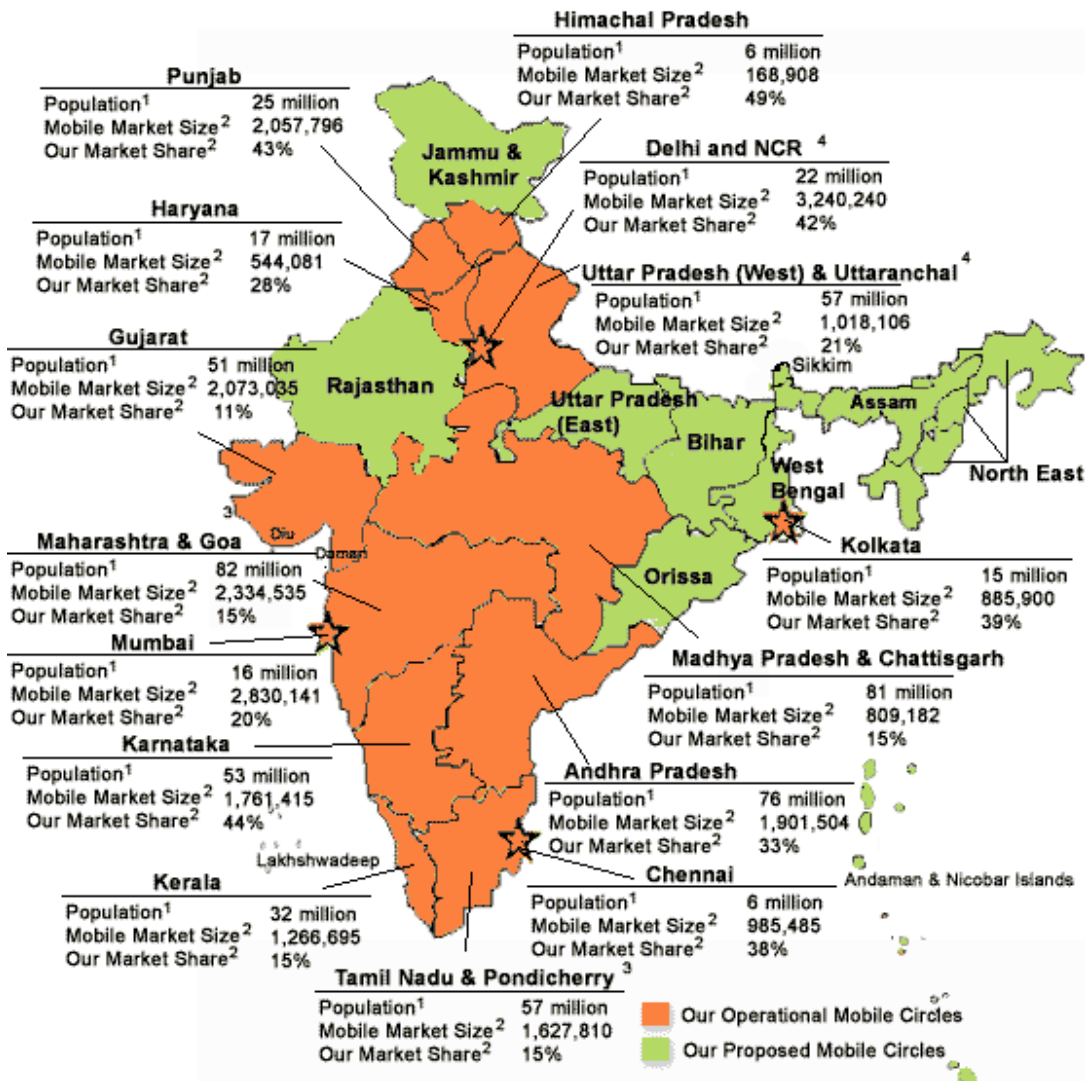 Himachal Pradesh
Population¹ 6 million
Mobile Market Size² 168,908
Our Market Share² 49%
Punjab
Population¹ 25 million
Mobile Market Size² 2,057,796
Our Market Share² 43%
Jammu &
Kashmir
Delhi and NCR ⁴
Population¹ 22 million
Mobile Market Size² 3,240,240
Our Market Share² 42%
Haryana
Population¹ 17 million
Mobile Market Size² 544,081
Our Market Share² 28%
Uttar Pradesh (West) & Uttaranchal ⁴
Population¹ 57 million
Mobile Market Size² 1,018,106
Our Market Share² 21%
Gujarat
Population¹ 51 million
Mobile Market Size² 2,073,035
Our Market Share² 11%
Rajasthan
Uttar Pradesh
(East)
Bihar
Sikkim
Assam
West
Bengal
North East
3
Diu
Daman
Maharashtra & Goa
Population¹ 82 million
Mobile Market Size² 2,334,535
Our Market Share² 15%
Orissa
Kolkata
Population¹ 15 million
Mobile Market Size² 885,900
Our Market Share² 39%
Mumbai
Population¹ 16 million
Mobile Market Size² 2,830,141
Our Market Share² 20%
Madhya Pradesh & Chattisgarh
Population¹ 81 million
Mobile Market Size² 809,182
Our Market Share² 15%
Karnataka
Population¹ 53 million
Mobile Market Size² 1,761,415
Our Market Share² 44%
Andhra Pradesh
Population¹ 76 million
Mobile Market Size² 1,901,504
Our Market Share² 33%
Lakhshwadeep
Chennai
Population¹ 6 million
Mobile Market Size² 985,485
Our Market Share² 38%
Andaman & Nicobar Islands
Kerala
Population¹ 32 million
Mobile Market Size² 1,266,695
Our Market Share² 15%
Tamil Nadu & Pondicherry ³
Population¹ 57 million
Mobile Market Size² 1,627,810
Our Market Share² 15%
Our Operational Mobile Circles
Our Proposed Mobile Circles